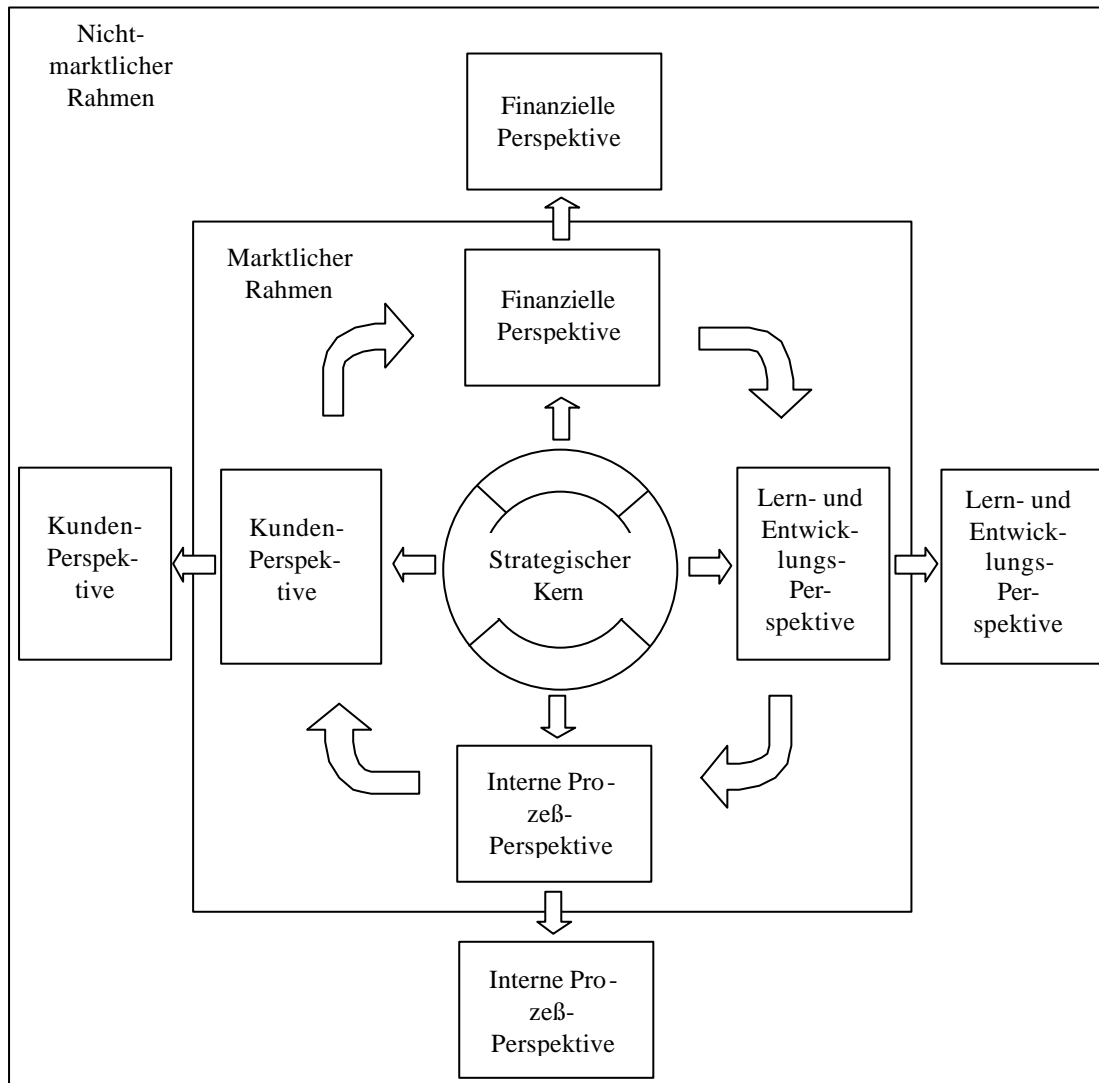 Nicht-
marktlicher
Rahmen
Finanzielle
Perspektive
Marktlicher
Rahmen
Finanzielle
Perspektive
Kunden-
Perspek-
tive
Kunden-
Perspek-
tive
Strategischer
Kern
Lern- und
Entwick-
lungs-
Per-
spektive
Lern- und
Entwick-
lungs-
Per-
spektive
Interne Pro-
zeß-
Perspektive
Interne Pro-
zeß-
Perspektive